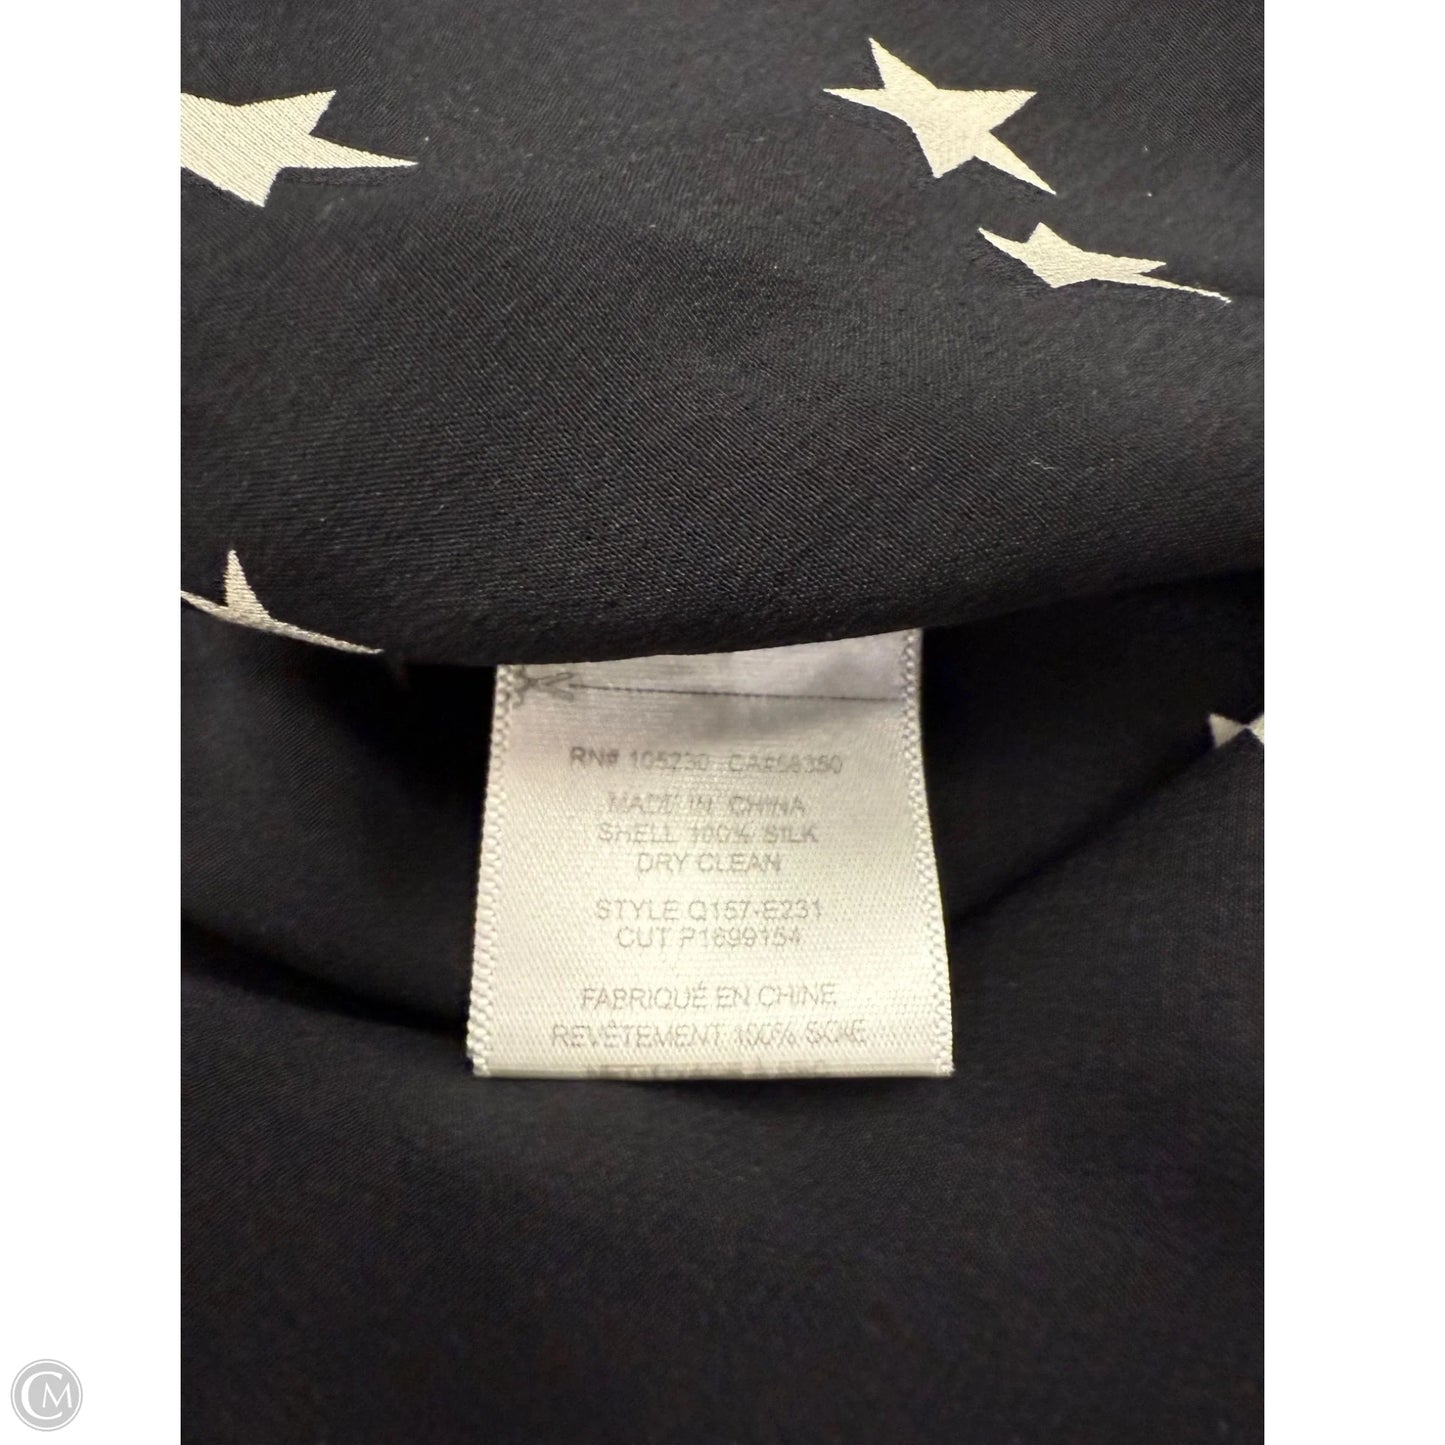 RN# 105230 CA#58350
MADE IN CHINA
SHELL 100% SILK
DRY CLEAN
STYLE Q157-E231
CUT P1699154
FABRIQUÉ EN CHINE
REVÊTEMENT 100% SOIE
CM